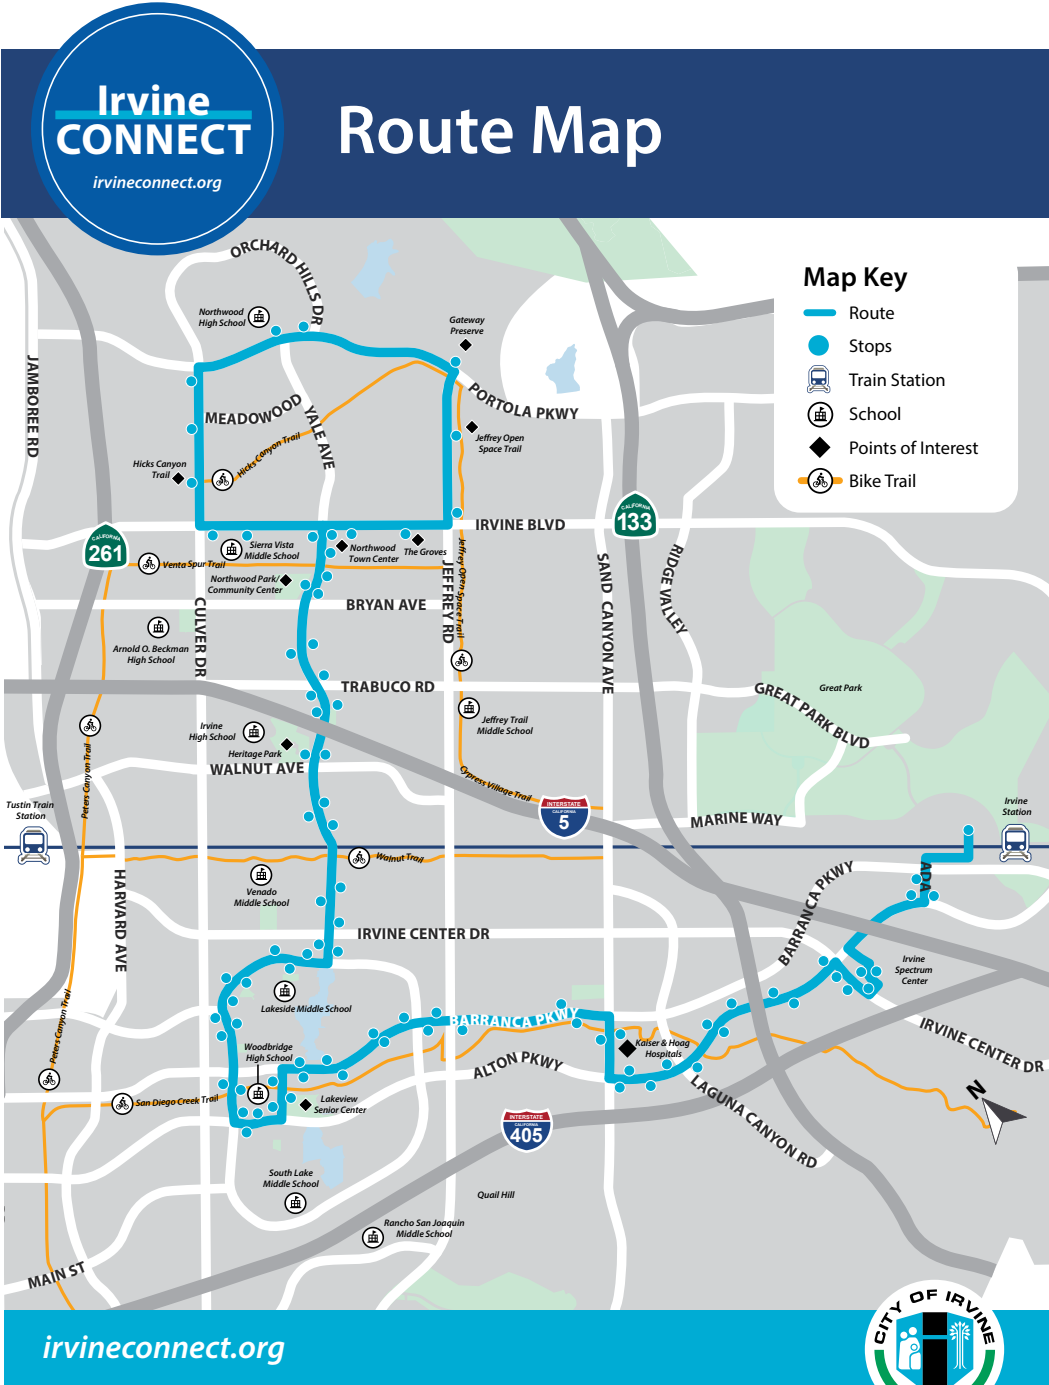 Irvine
CONNECT
irvineconnect.org
Route Map
Map Key
Route
Stops
Train Station
School
Points of Interest
Bike Trail
ORCHARD HILLS DR
Northwood
High School
Gateway
Preserve
JAMBOREE RD
MEADOWOOD
YALE AVE
PORTOLA PKWY
Hicks Canyon Trail
Jeffrey Open
Space Trail
Hicks Canyon
Trail
CALIFORNIA
261
IRVINE BLVD
CALIFORNIA
133
Sierra Vista
Middle School
Northwood
Town Center
The Groves
Venta Spur Trail
Northwood Park/
Community Center
Jeffrey Open Space Trail
JEFFREY RD
SAND CANYON AVE
RIDGE VALLEY
CULVER DR
BRYAN AVE
Arnold O. Beckman
High School
TRABUCO RD
GREAT PARK BLVD
Great Park
Irvine
High School
Heritage Park
Jeffrey Trail
Middle School
Peters Canyon Trail
WALNUT AVE
Cypress Village Trail
INTERSTATE
CALIFORNIA
5
MARINE WAY
Tustin Train
Station
Irvine
Station
Walnut Trail
HARVARD AVE
Venado
Middle School
BARRANCA PKWY
ADA
IRVINE CENTER DR
Irvine
Spectrum
Center
Lakeside Middle School
BARRANCA PKWY
IRVINE CENTER DR
Peters Canyon Trail
Woodbridge
High School
Kaiser & Hoag
Hospitals
ALTON PKWY
LAGUNA CANYON RD
N
San Diego Creek Trail
Lakeview
Senior Center
INTERSTATE
CALIFORNIA
405
South Lake
Middle School
Quail Hill
Rancho San Joaquin
Middle School
MAIN ST
irvineconnect.org
CITY OF IRVINE